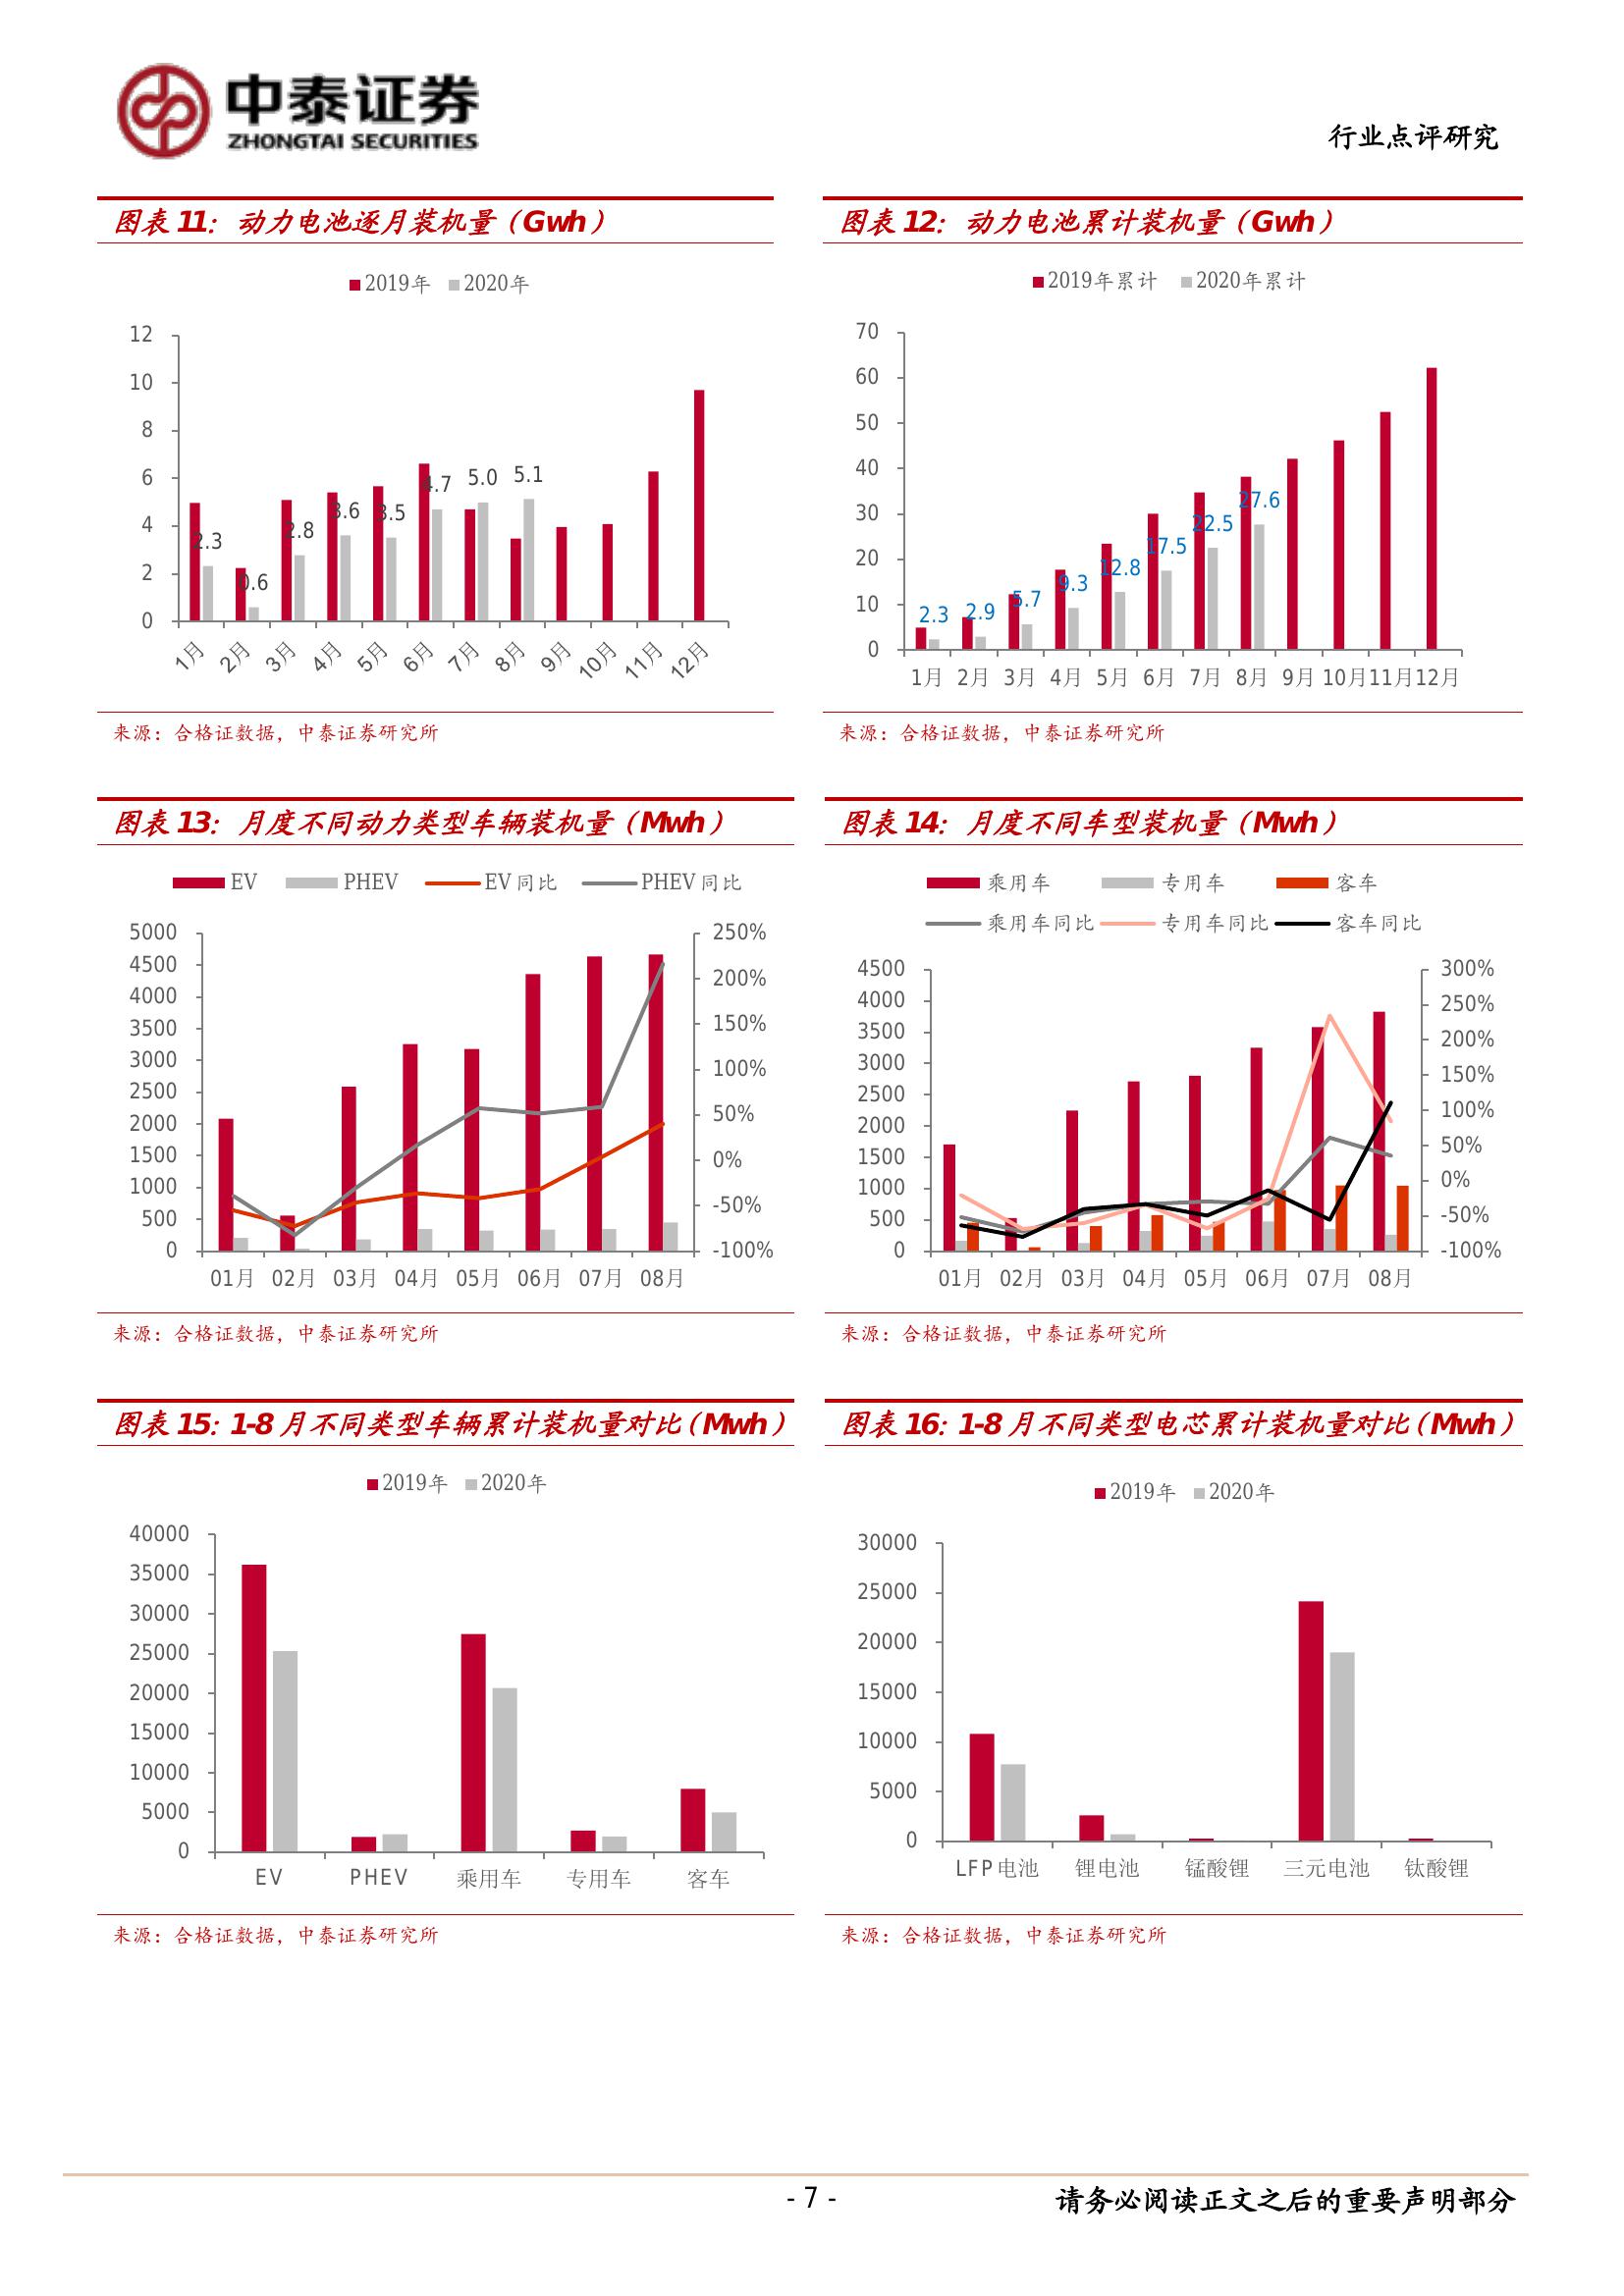 中泰证券
ZHONGTAI SECURITIES
行业点评研究
图表 11：动力电池逐月装机量（Gwh）
2019年 2020年
12
10
8
6
4
2
0
2.3
0.6
2.8
3.6
3.5
4.7
5.0
5.1
1月 2月 3月 4月 5月 6月 7月 8月 9月 10月 11月 12月
来源：合格证数据，中泰证券研究所
图表 12：动力电池累计装机量（Gwh）
2019年累计 2020年累计
70
60
50
40
30
20
10
0
2.3
2.9
5.7
9.3
12.8
17.5
22.5
27.6
1月 2月 3月 4月 5月 6月 7月 8月 9月 10月11月12月
来源：合格证数据，中泰证券研究所
图表 13：月度不同动力类型车辆装机量（Mwh）
EV PHEV EV同比 PHEV同比
5000
4500
4000
3500
3000
2500
2000
1500
1000
500
0
250%
200%
150%
100%
50%
0%
-50%
-100%
01月 02月 03月 04月 05月 06月 07月 08月
来源：合格证数据，中泰证券研究所
图表 14：月度不同车型装机量（Mwh）
乘用车 专用车 客车
乘用车同比 专用车同比 客车同比
4500
4000
3500
3000
2500
2000
1500
1000
500
0
300%
250%
200%
150%
100%
50%
0%
-50%
-100%
01月 02月 03月 04月 05月 06月 07月 08月
来源：合格证数据，中泰证券研究所
图表 15：1-8 月不同类型车辆累计装机量对比（Mwh）
2019年 2020年
40000
35000
30000
25000
20000
15000
10000
5000
0
EV PHEV 乘用车 专用车 客车
来源：合格证数据，中泰证券研究所
图表 16：1-8 月不同类型电芯累计装机量对比（Mwh）
2019年 2020年
30000
25000
20000
15000
10000
5000
0
LFP电池 锂电池 锰酸锂 三元电池 钛酸锂
来源：合格证数据，中泰证券研究所
- 7 -
请务必阅读正文之后的重要声明部分